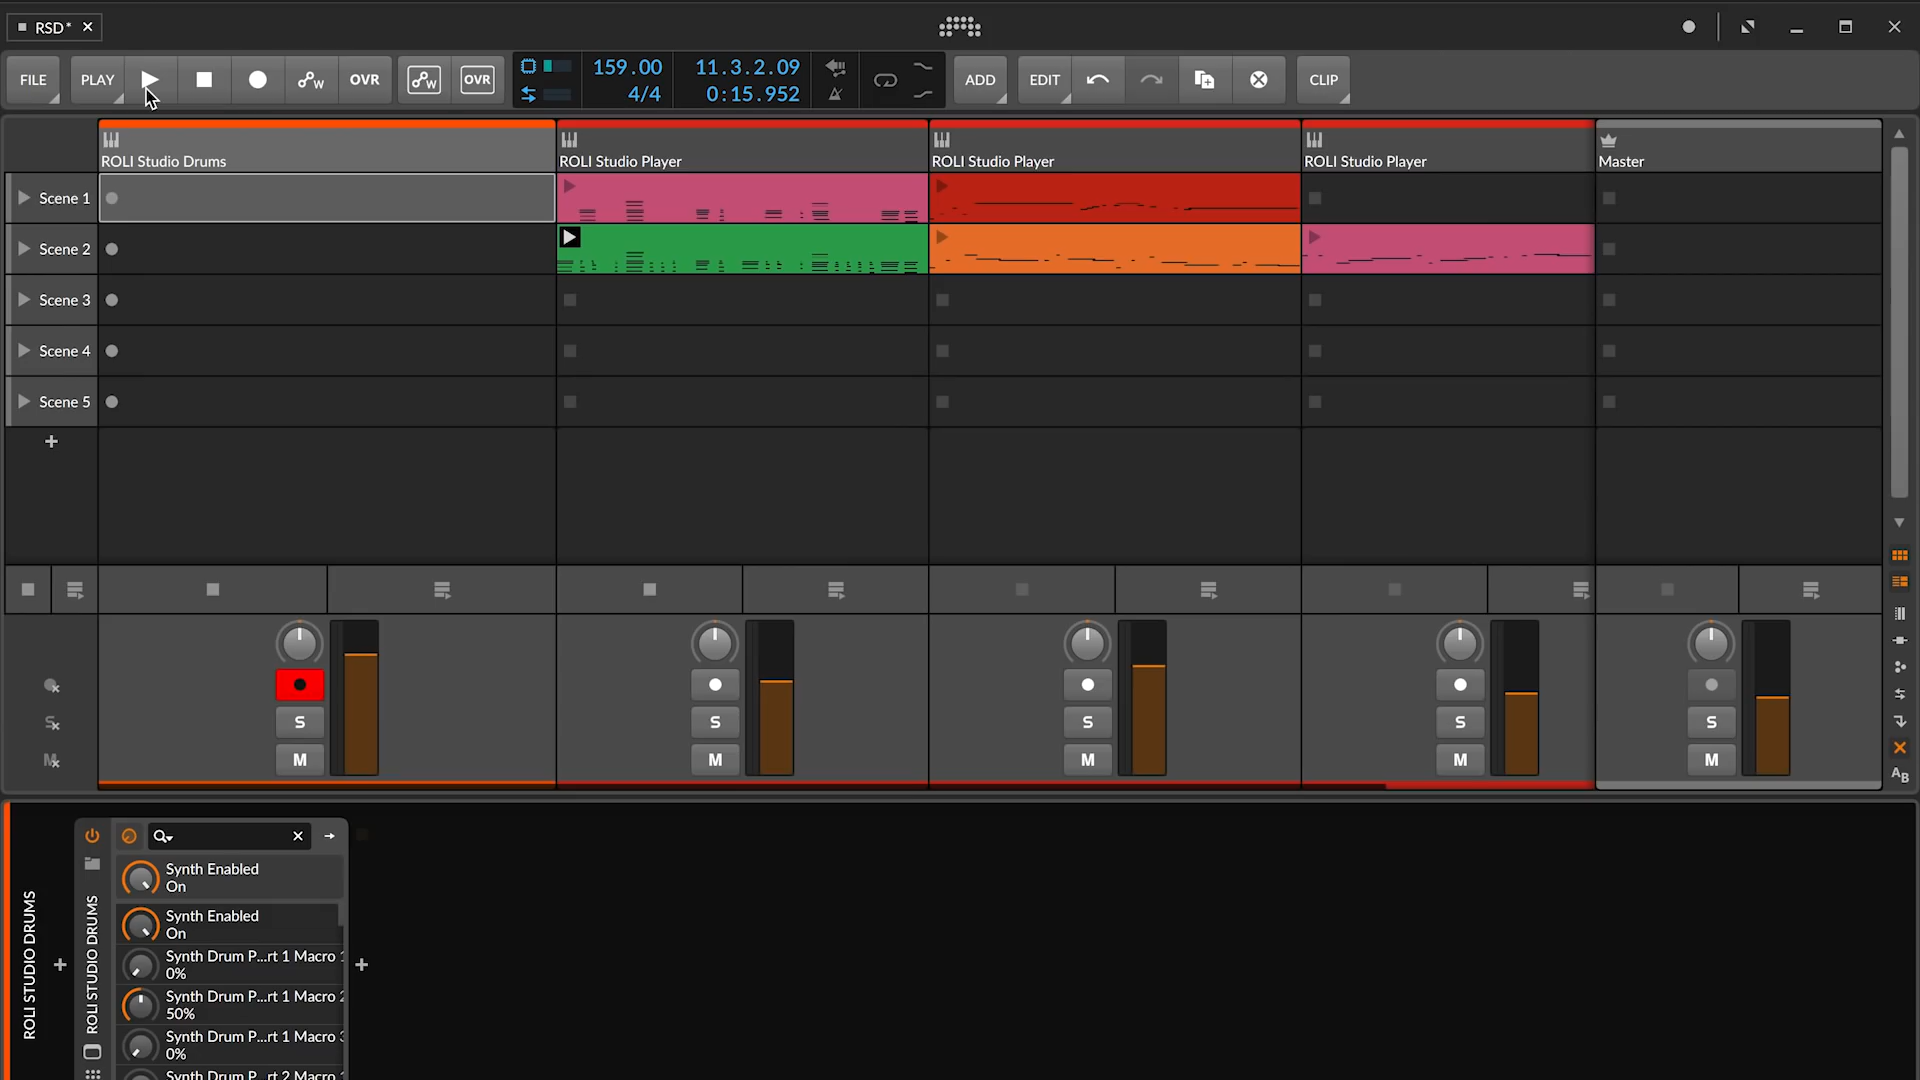 RSD*
FILE
PLAY
OVR
OVR
159.00
4/4
11.3.2.09
0:15.952
ADD
EDIT
CLIP
ROLI Studio Drums
ROLI Studio Player
ROLI Studio Player
ROLI Studio Player
Master
Scene 1
Scene 2
Scene 3
Scene 4
Scene 5
S
S
S
S
S
M
M
M
M
M
AB
ROLI STUDIO DRUMS
ROLI STUDIO DRUMS
Synth Enabled
On
Synth Enabled
On
Synth Drum P...rt 1 Macro 1
0%
Synth Drum P...rt 1 Macro 2
50%
Synth Drum P...rt 1 Macro 3
0%
Synth Drum P...rt 2 Macro